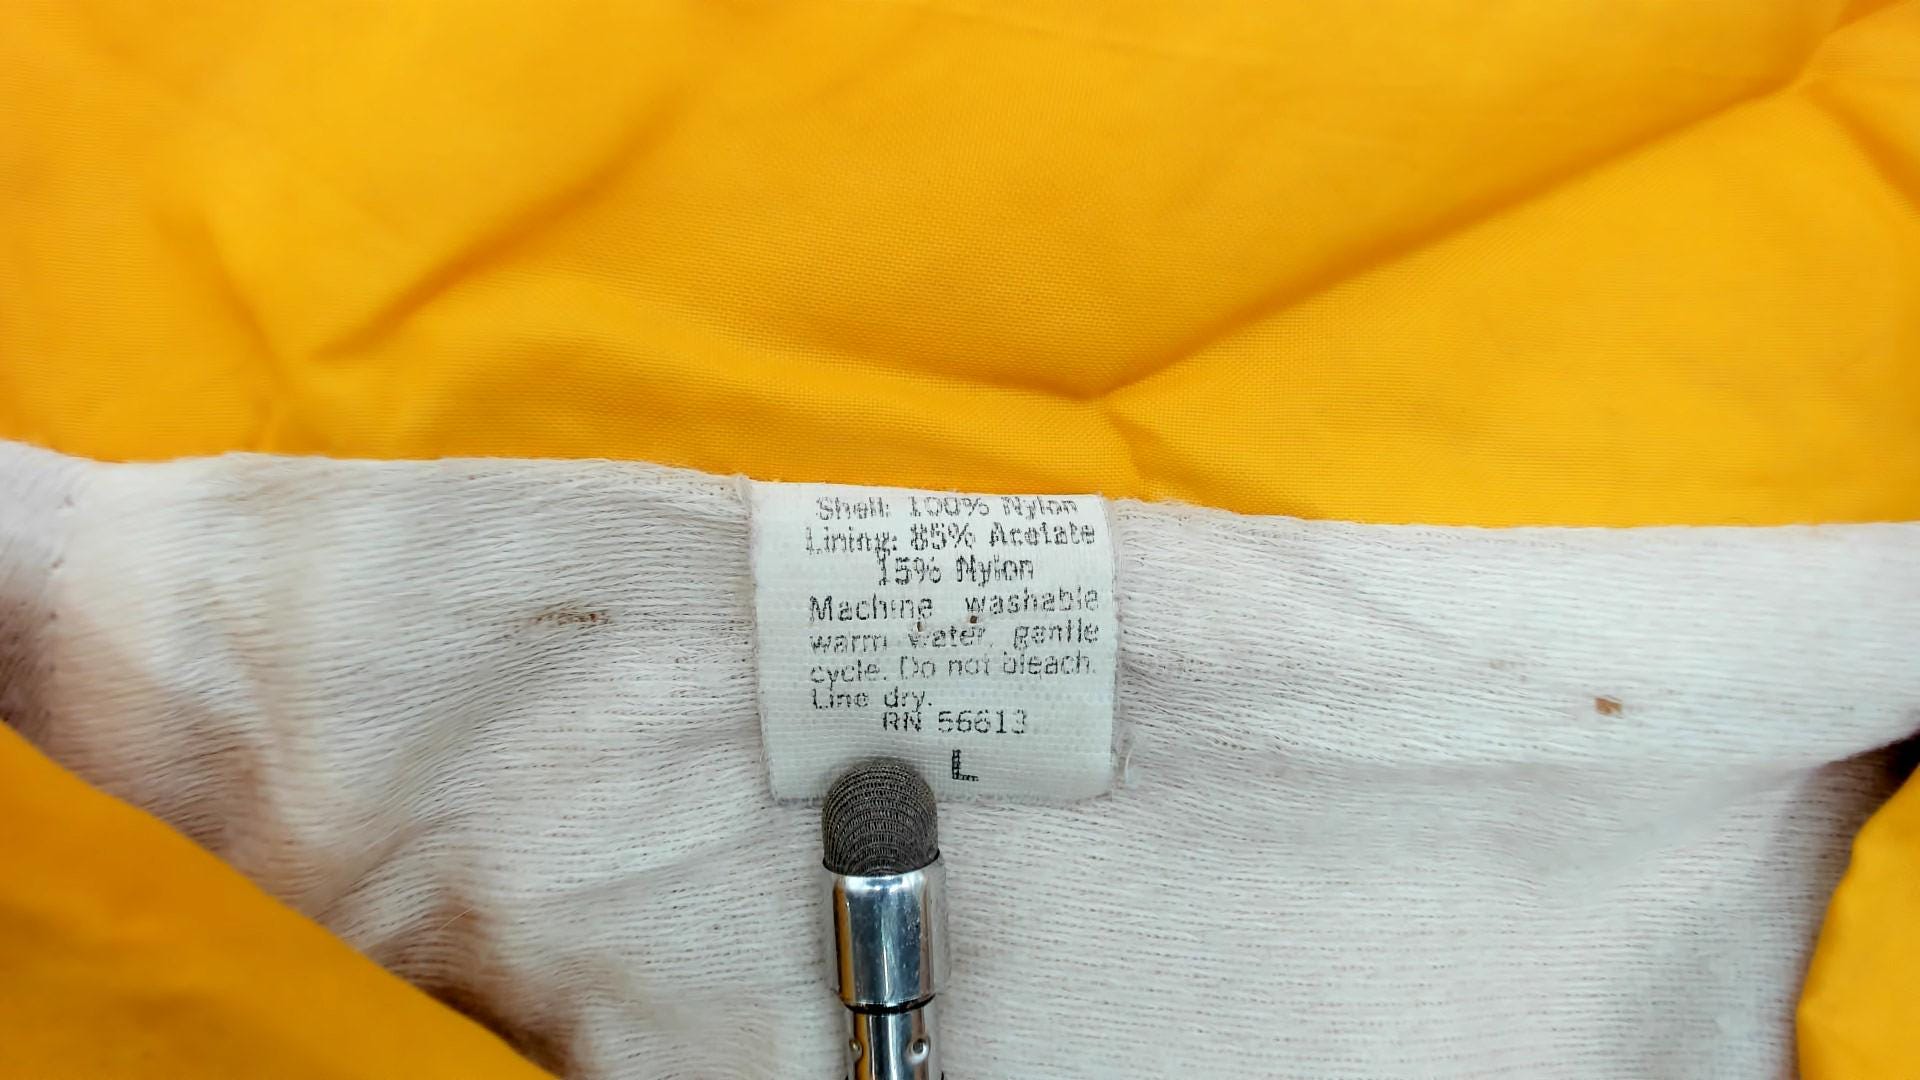 Shell: 100% Nylon
Lining: 85% Acetate
15% Nylon
Machine washable
warm water, gentle
cycle. Do not bleach.
Line dry.
RN 56613
L